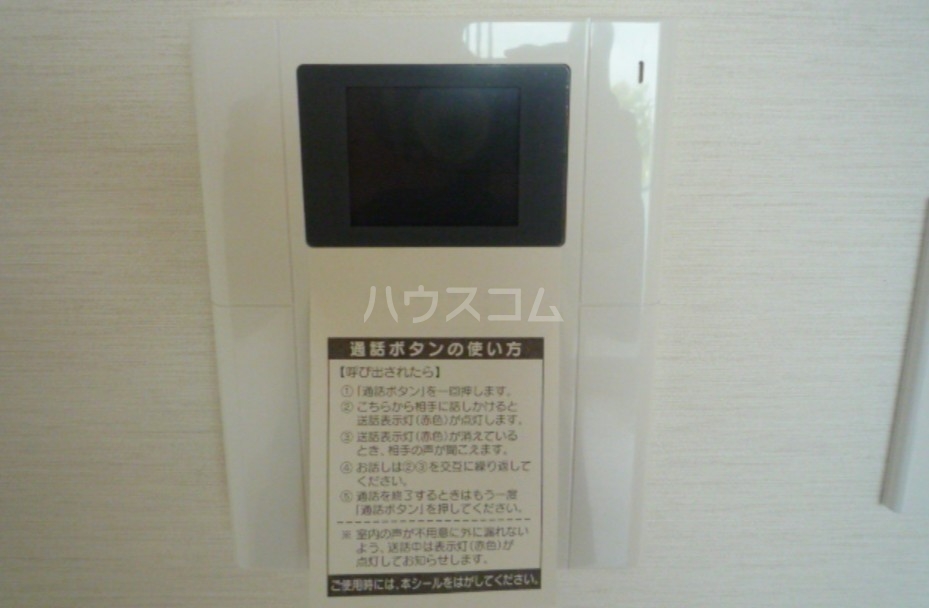 ハウスコム
通話ボタンの使い方
【呼び出されたら】
①「通話ボタン」を一回押します。
②こちらから相手に話しかけると
送話表示灯(赤色)が点灯します。
③送話表示灯(赤色)が消えている
とき、相手の声が聞こえます。
④お話しは②③を交互に繰り返して
ください。
⑤通話を終了するときはもう一度
「通話ボタン」を押してください。
※室内の声が不用意に外に漏れない
よう、送話中は表示灯(赤色)が
点灯してお知らせします。
ご使用時には、本シールをはがしてください。